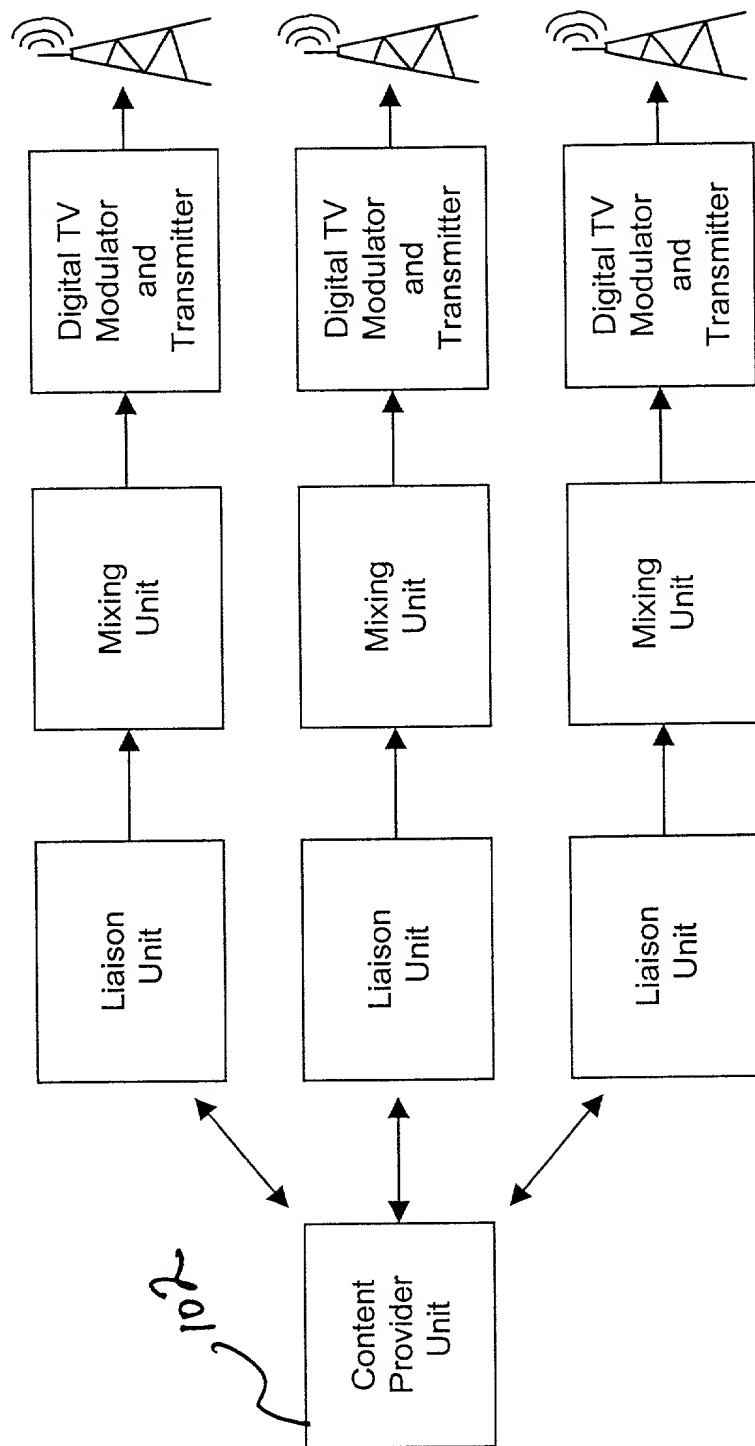 102
Content
Provider
Unit
Liaison
Unit
Mixing
Unit
Digital TV
Modulator
and
Transmitter
Liaison
Unit
Mixing
Unit
Digital TV
Modulator
and
Transmitter
Liaison
Unit
Mixing
Unit
Digital TV
Modulator
and
Transmitter